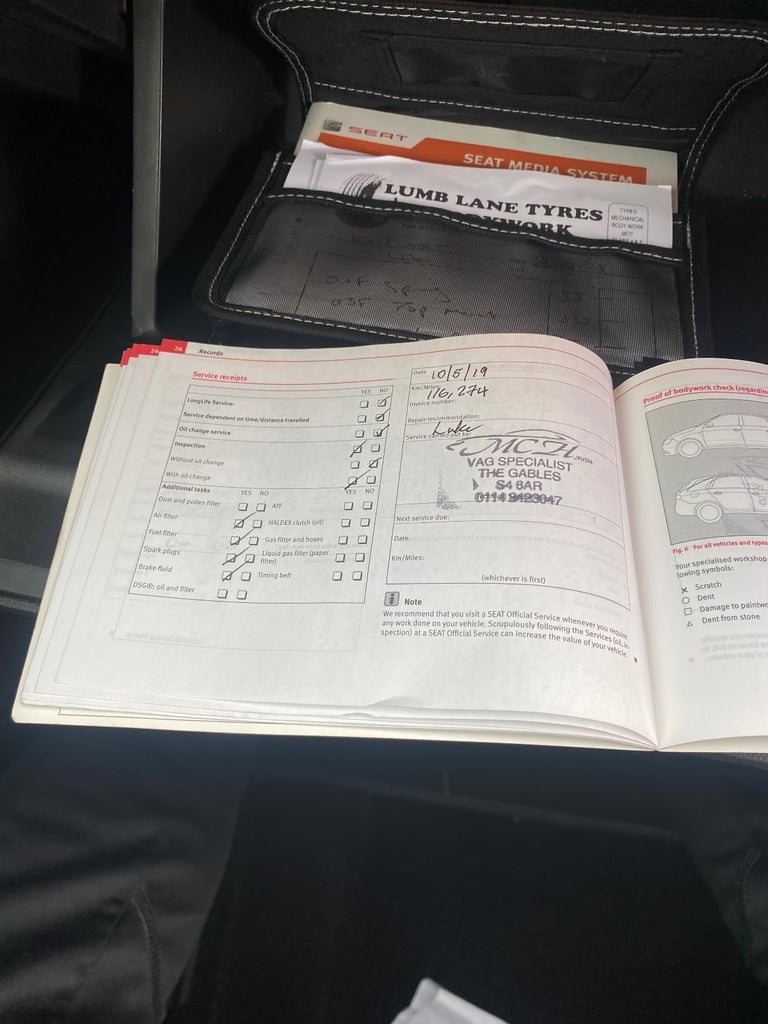 SEAT
SEAT MEDIA SYSTEM
LUMB LANE TYRES
TYRES
MECHANICAL
BODY WORK
MOT
24
26
Records
Service receipts
YES NO
LongLife Service:
Service dependent on time/distance travelled
Oil change service
Inspection
Without oil change
With oil change
YES NO
Additional tasks
YES NO
Dust and pollen filter
ATF
Air filter
HALDEX clutch (oil)
Fuel filter
Gas filter and hoses
Spark plugs
Liquid gas filter (paper
filter)
Brake fluid
Timing belt
DSG®: oil and filter
Date 10/5/19
Km/Miles:
116,274
Invoice number:
Repair recommendation:
Luke
Service carried out by:
MCH
VAG SPECIALIST
THE GABLES
S4 8AR
Next service due:
Date:
Km/Miles:
(whichever is first)
Note
We recommend that you visit a SEAT Official Service whenever you require
any work done on your vehicle. Scrupulously following the Services (oil, in-
spection) at a SEAT Official Service can increase the value of your vehicle.
Proof of bodywork check (regardin
Fig. 6 For all vehicles and types
Your specialised workshop
lowing symbols:
Scratch
Dent
Damage to paintwo
Dent from stone